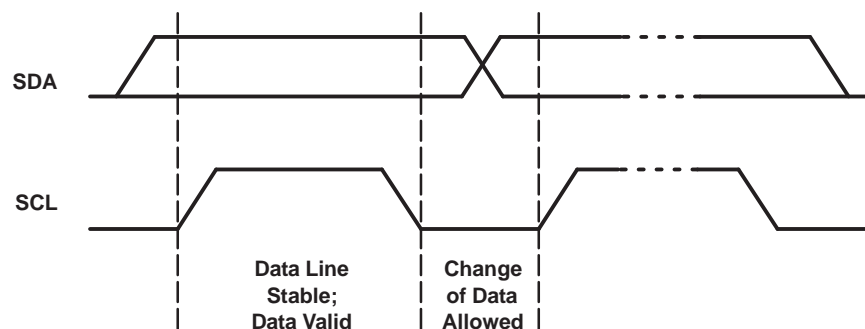 SDA
SCL
Data Line
Stable;
Data Valid
Change
of Data
Allowed